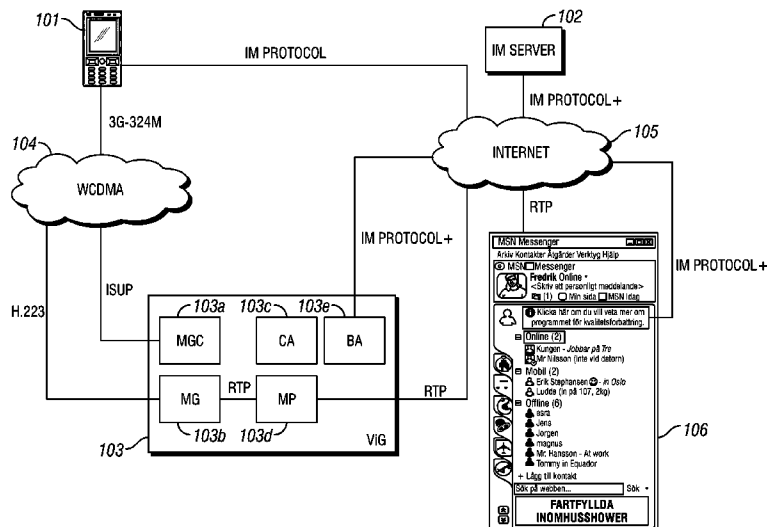 101
102
IM SERVER
IM PROTOCOL
3G-324M
IM PROTOCOL+
104
105
WCDMA
INTERNET
RTP
IM PROTOCOL+
IM PROTOCOL+
ISUP
H.223
103a
103c
103e
MGC
CA
BA
MG
RTP
MP
RTP
103b
103d
103
ViG
MSN Messenger
Arkiv Kontakter Åtgärder Verktyg Hjälp
MSN Messenger
Fredrik Online
<Skriv ett personligt meddelande>
(1) Min sida MSN Idag
Klicka här om du vill veta mer om
programmet för kvalitetsforbattring.
Online (2)
Kungen - Jobbar på Tre
Mr Nilsson (inte vid datorn)
Mobil (2)
Erik Stephansen - in Oslo
Ludde (in på 107, 2kg)
Offline (6)
asra
Jens
Jorgen
magnus
Mr. Hansson - At work
Tommy in Equador
+ Lägg till kontakt
Sök på webben... Sök
FARTFYLLDA
INOMHUSSHOWER
106